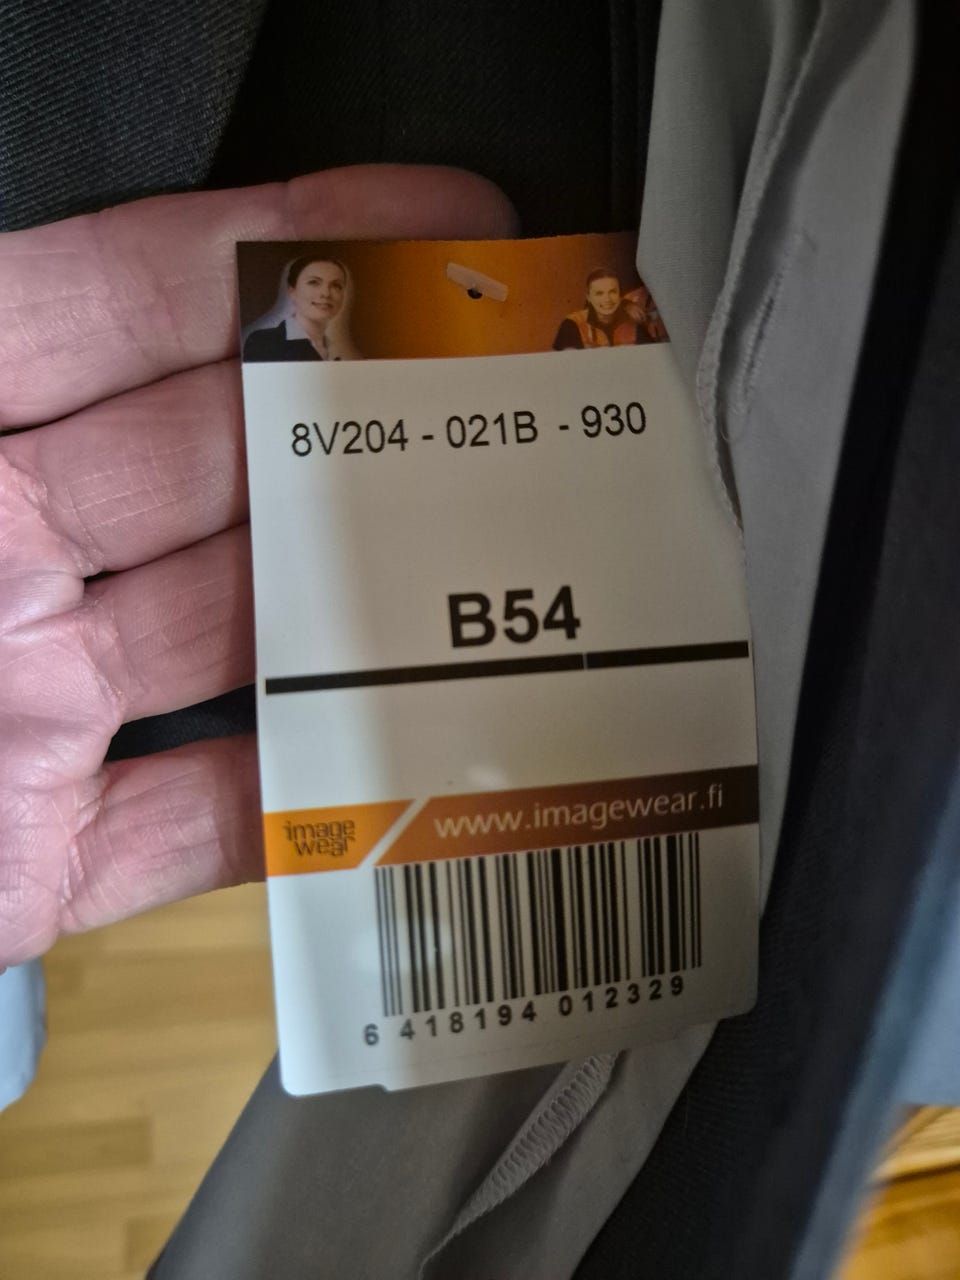 8V204 - 021B - 930
B54
image
wear
www.imagewear.fi
6 418194 012329